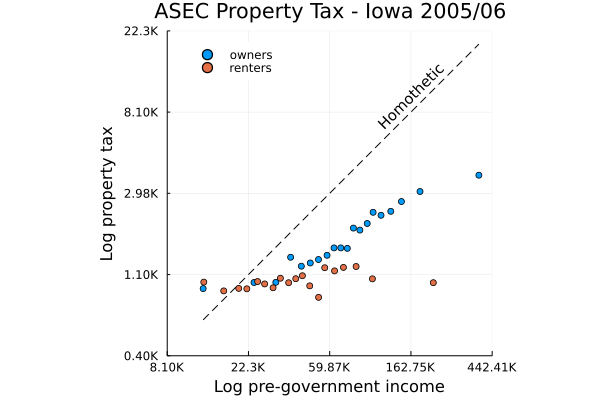 ASEC Property Tax - Iowa 2005/06
22.3K
owners
renters
Homothetic
8.10K
2.98K
1.10K
0.40K
Log property tax
8.10K 22.3K 59.87K 162.75K 442.41K
Log pre-government income